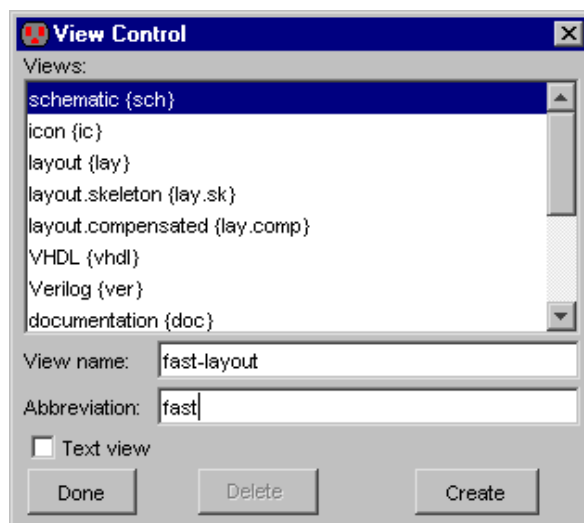 View Control
Views:
schematic {sch}
icon {ic}
layout {lay}
layout.skeleton {lay.sk}
layout.compensated {lay.comp}
VHDL {vhdl}
Verilog {ver}
documentation {doc}
View name: fast-layout
Abbreviation: fast
Text view
Done Delete Create